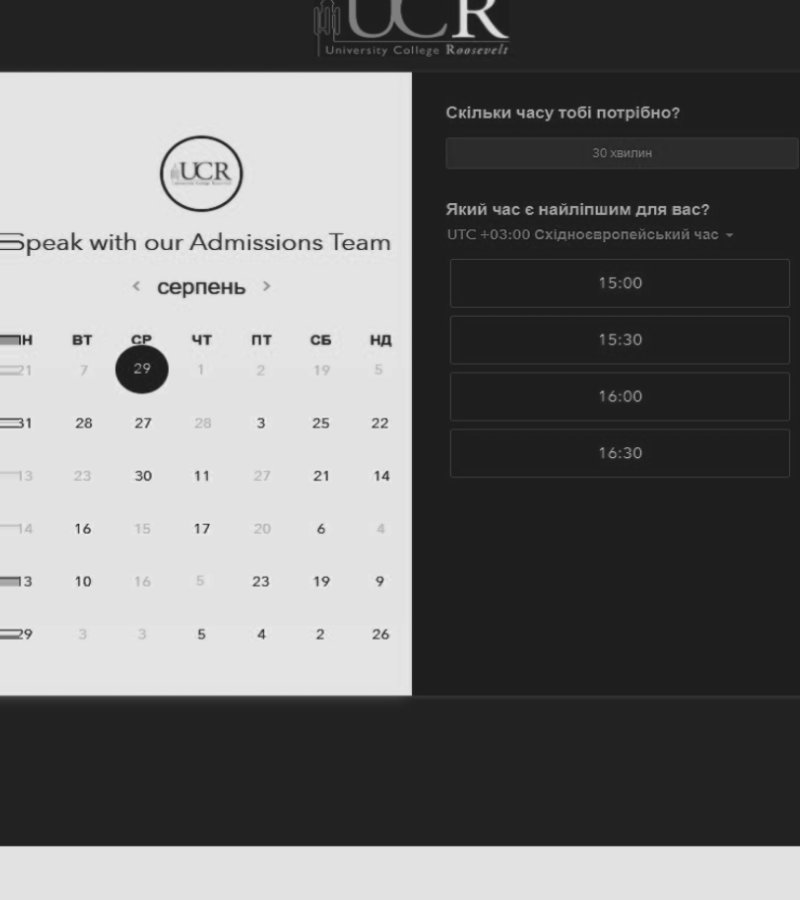 UCR
University College Roosevelt
UCR
Speak with our Admissions Team
серпень
ВТ СР ЧТ ПТ СБ НД
21 7 29 1 2 19 5
31 28 27 28 3 25 22
13 23 30 11 27 21 14
14 16 15 17 20 6 4
13 10 16 5 23 19 9
29 3 3 5 4 2 26
Скільки часу тобі потрібно?
30 хвилин
Який час є найліпшим для вас?
UTC +03:00 Східноєвропейський час
15:00
15:30
16:00
16:30